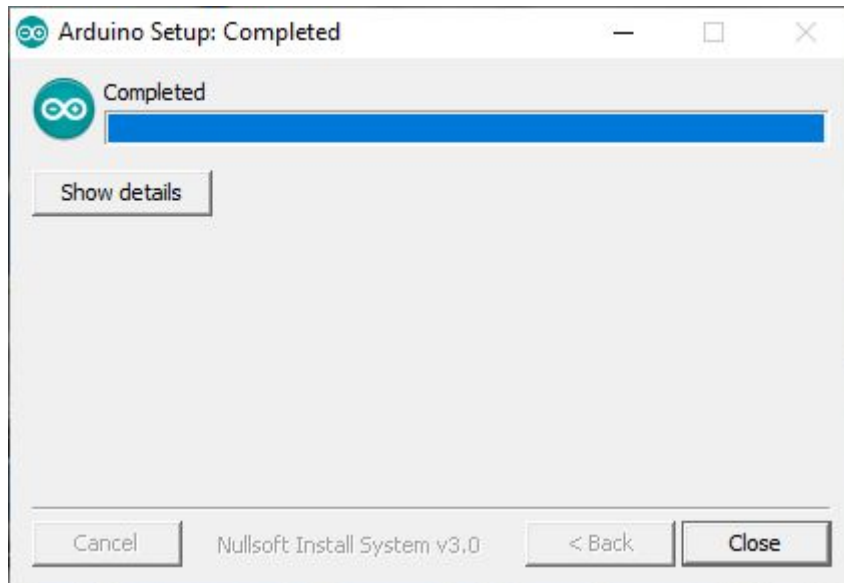 Arduino Setup: Completed
Completed
Show details
Cancel
Nullsoft Install System v3.0
< Back
Close